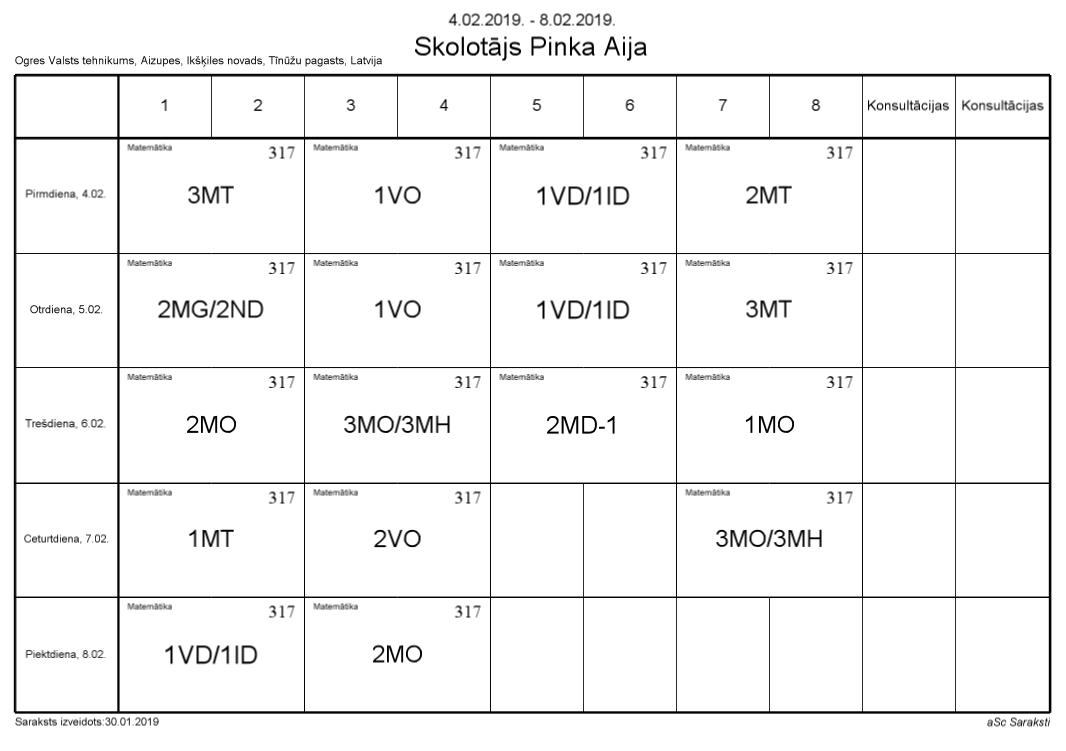 4.02.2019. - 8.02.2019.
Skolotājs Pinka Aija
Ogres Valsts tehnikums, Aizupes, Ikšķiles novads, Tīnūžu pagasts, Latvija
1 2 3 4 5 6 7 8 Konsultācijas Konsultācijas
Matemātika 317 Matemātika 317 Matemātika 317 Matemātika 317
Pirmdiena, 4.02. 3MT 1VO 1VD/1ID 2MT
Matemātika 317 Matemātika 317 Matemātika 317 Matemātika 317
Otrdiena, 5.02. 2MG/2ND 1VO 1VD/1ID 3MT
Matemātika 317 Matemātika 317 Matemātika 317 Matemātika 317
Trešdiena, 6.02. 2MO 3MO/3MH 2MD-1 1MO
Matemātika 317 Matemātika 317 Matemātika 317
Ceturtdiena, 7.02. 1MT 2VO 3MO/3MH
Matemātika 317 Matemātika 317
Piektdiena, 8.02. 1VD/1ID 2MO
Saraksts izveidots:30.01.2019 aSc Saraksti